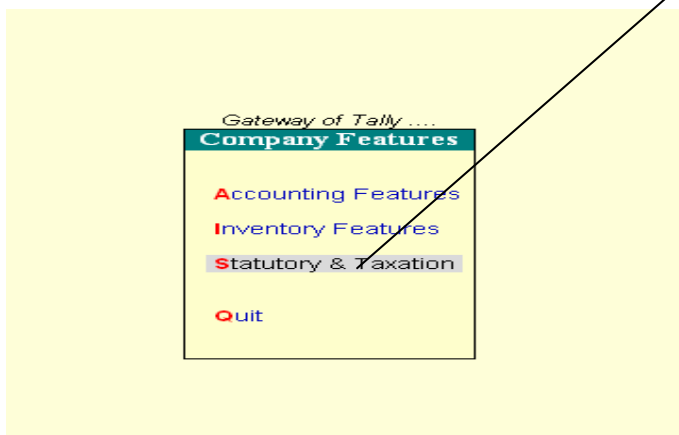 Gateway of Tally ....
Company Features
Accounting Features
Inventory Features
Statutory & Taxation
Quit